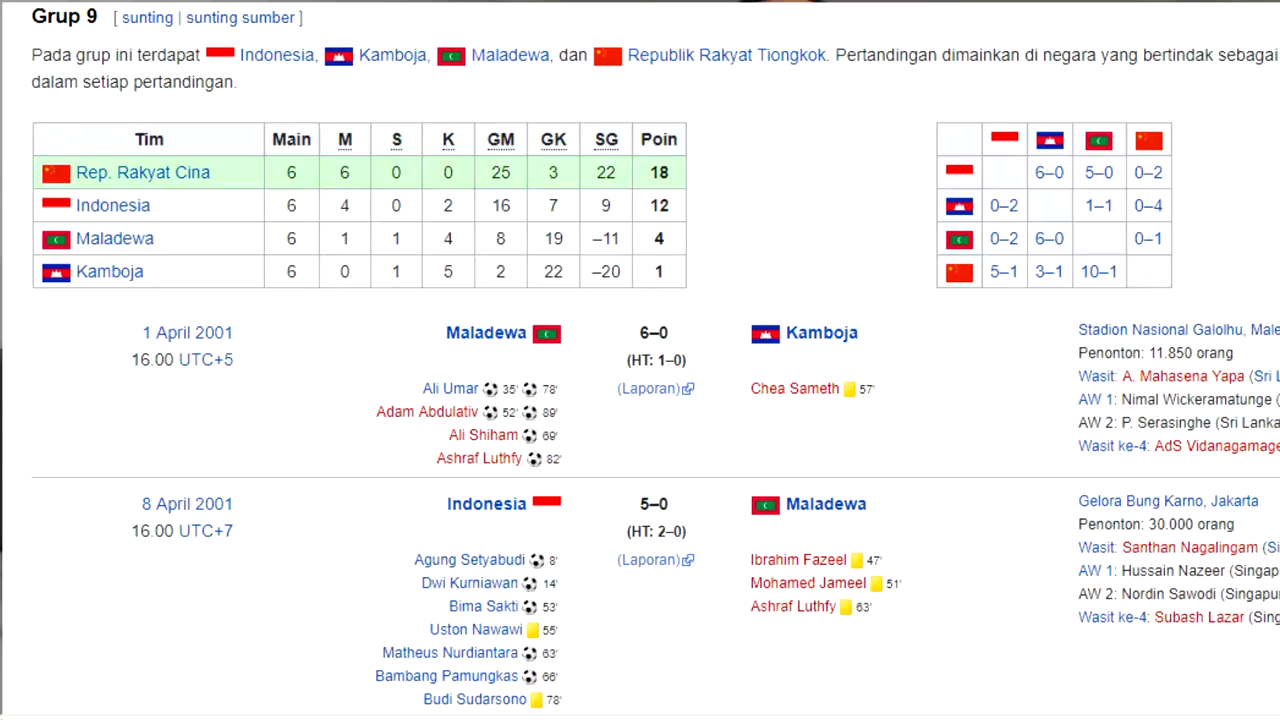 Grup 9 [ sunting | sunting sumber ]
Pada grup ini terdapat Indonesia, Kamboja, Maladewa, dan Republik Rakyat Tiongkok. Pertandingan dimainkan di negara yang bertindak sebagai
dalam setiap pertandingan.
Tim Main M S K GM GK SG Poin
Rep. Rakyat Cina 6 6 0 0 25 3 22 18
Indonesia 6 4 0 2 16 7 9 12
Maladewa 6 1 1 4 8 19 –11 4
Kamboja 6 0 1 5 2 22 –20 1
6–0 5–0 0–2
0–2 1–1 0–4
0–2 6–0 0–1
5–1 3–1 10–1
1 April 2001
16.00 UTC+5
Maladewa 6–0 Kamboja
(HT: 1–0)
(Laporan)
Ali Umar 35' 78'
Adam Abdulativ 52' 89'
Ali Shiham 69'
Ashraf Luthfy 82'
Chea Sameth 57'
Stadion Nasional Galolhu, Male
Penonton: 11.850 orang
Wasit: A. Mahasena Yapa (Sri L
AW 1: Nimal Wickeramatunge (
AW 2: P. Serasinghe (Sri Lanka
Wasit ke-4: AdS Vidanagamage
8 April 2001
16.00 UTC+7
Indonesia 5–0 Maladewa
(HT: 2–0)
(Laporan)
Agung Setyabudi 8'
Dwi Kurniawan 14'
Bima Sakti 53'
Uston Nawawi 55'
Matheus Nurdiantara 63'
Bambang Pamungkas 66'
Budi Sudarsono 78'
Ibrahim Fazeel 47'
Mohamed Jameel 51'
Ashraf Luthfy 63'
Gelora Bung Karno, Jakarta
Penonton: 30.000 orang
Wasit: Santhan Nagalingam (Si
AW 1: Hussain Nazeer (Singap
AW 2: Nordin Sawodi (Singapu
Wasit ke-4: Subash Lazar (Sing